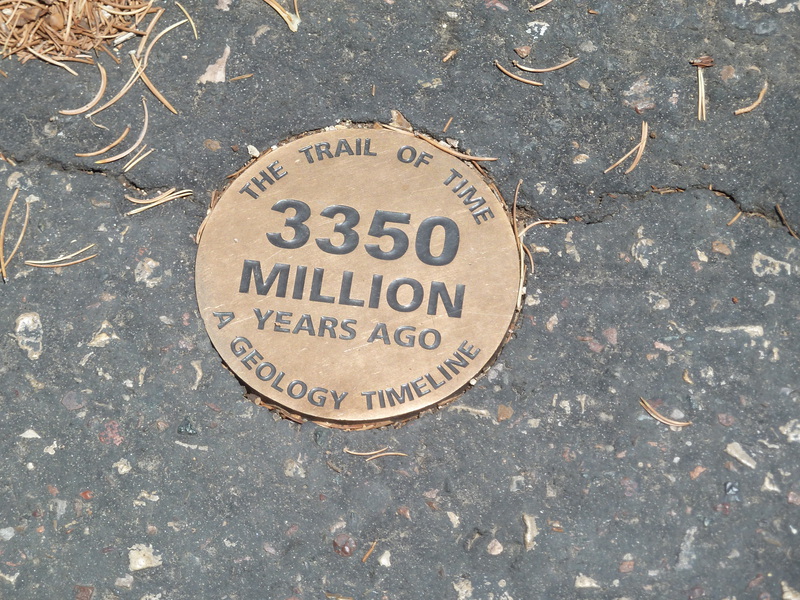 THE TRAIL OF TIME
3350
MILLION
YEARS AGO
A GEOLOGY TIMELINE